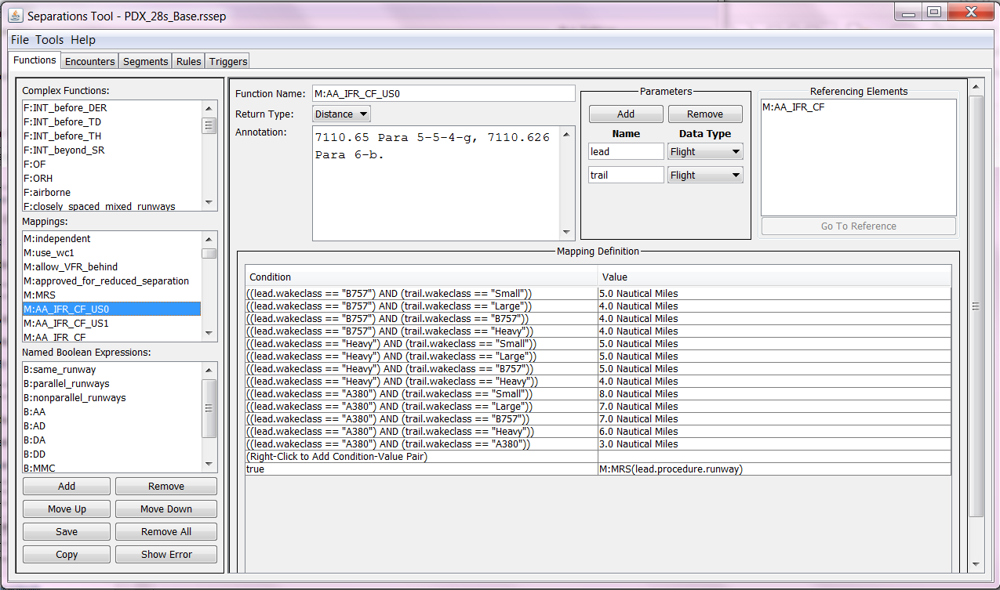 Separations Tool - PDX_28s_Base.rssep
File Tools Help
Functions Encounters Segments Rules Triggers
Complex Functions:
F:INT_before_DER
F:INT_before_TD
F:INT_before_TH
F:INT_beyond_SR
F:OF
F:ORH
F:airborne
F:closely_spaced_mixed_runways
Mappings:
M:independent
M:use_wc1
M:allow_VFR_behind
M:approved_for_reduced_separation
M:MRS
M:AA_IFR_CF_US0
M:AA_IFR_CF_US1
M:AA_IFR_CF
Named Boolean Expressions:
B:same_runway
B:parallel_runways
B:nonparallel_runways
B:AA
B:AD
B:DA
B:DD
B:MMC
Add Remove
Move Up Move Down
Save Remove All
Copy Show Error
Function Name: M:AA_IFR_CF_US0
Return Type: Distance
Annotation: 7110.65 Para 5-5-4-g, 7110.626
Para 6-b.
Parameters
Add Remove
Name Data Type
lead Flight
trail Flight
Referencing Elements
M:AA_IFR_CF
Go To Reference
Mapping Definition
Condition Value
((lead.wakeclass == "B757") AND (trail.wakeclass == "Small")) 5.0 Nautical Miles
((lead.wakeclass == "B757") AND (trail.wakeclass == "Large")) 4.0 Nautical Miles
((lead.wakeclass == "B757") AND (trail.wakeclass == "B757")) 4.0 Nautical Miles
((lead.wakeclass == "B757") AND (trail.wakeclass == "Heavy")) 4.0 Nautical Miles
((lead.wakeclass == "Heavy") AND (trail.wakeclass == "Small")) 5.0 Nautical Miles
((lead.wakeclass == "Heavy") AND (trail.wakeclass == "Large")) 5.0 Nautical Miles
((lead.wakeclass == "Heavy") AND (trail.wakeclass == "B757")) 5.0 Nautical Miles
((lead.wakeclass == "Heavy") AND (trail.wakeclass == "Heavy")) 4.0 Nautical Miles
((lead.wakeclass == "A380") AND (trail.wakeclass == "Small")) 8.0 Nautical Miles
((lead.wakeclass == "A380") AND (trail.wakeclass == "Large")) 7.0 Nautical Miles
((lead.wakeclass == "A380") AND (trail.wakeclass == "B757")) 7.0 Nautical Miles
((lead.wakeclass == "A380") AND (trail.wakeclass == "Heavy")) 6.0 Nautical Miles
((lead.wakeclass == "A380") AND (trail.wakeclass == "A380")) 3.0 Nautical Miles
(Right-Click to Add Condition-Value Pair)
true M:MRS(lead.procedure.runway)